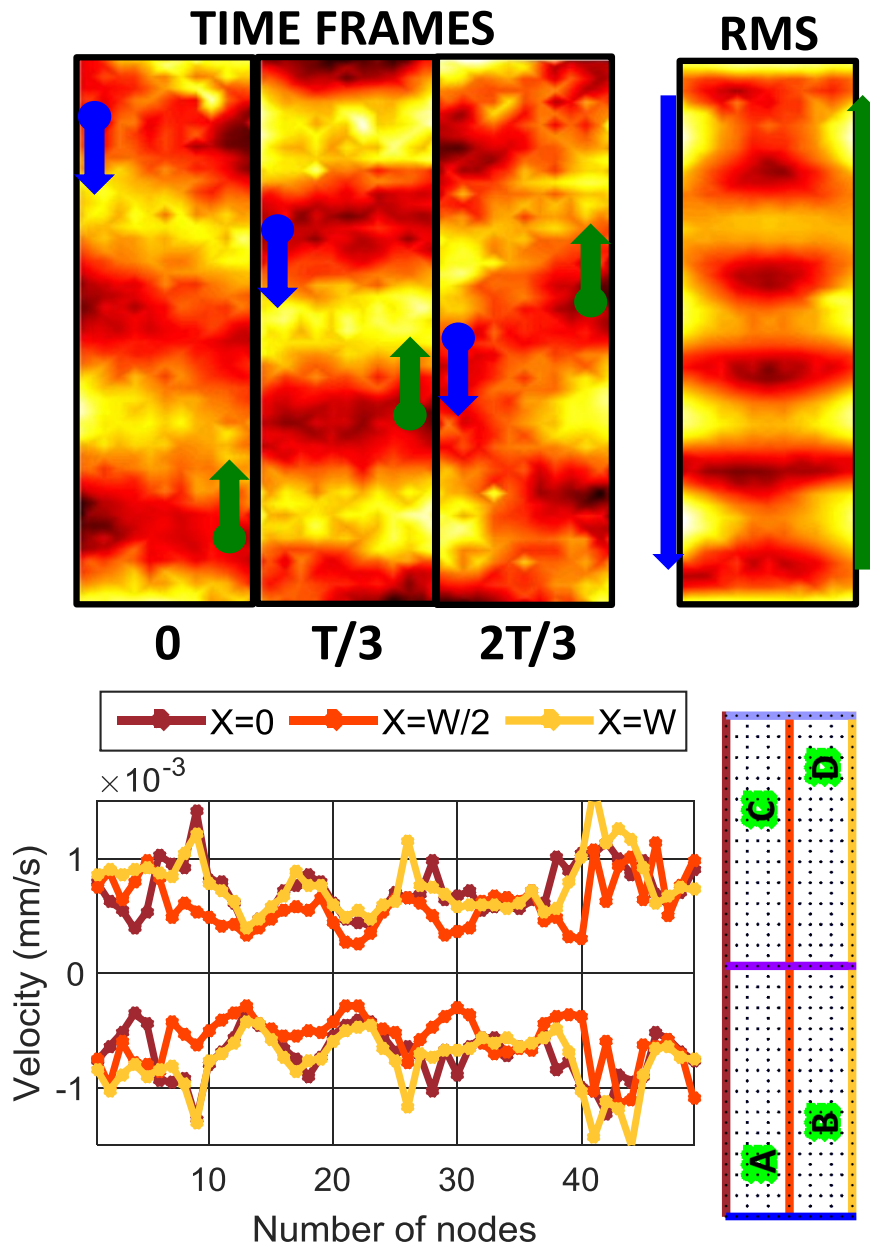 TIME FRAMES
RMS
0
T/3
2T/3
X=0
X=W/2
X=W
×10-3
1
0
-1
Velocity (mm/s)
10
20
30
40
Number of nodes
C
D
A
B